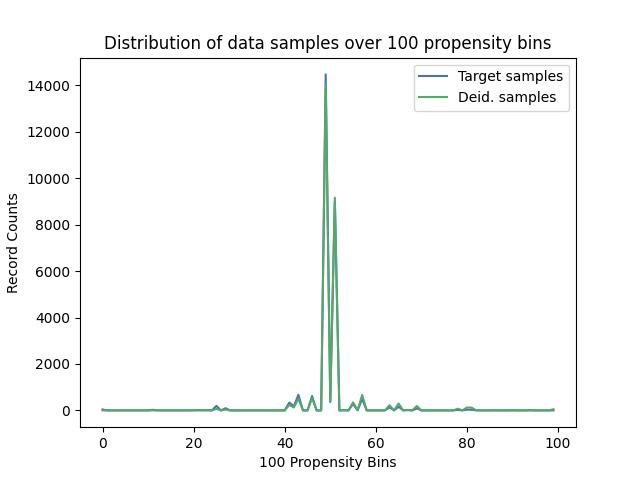 Distribution of data samples over 100 propensity bins
Target samples
Deid. samples
14000
12000
10000
8000
6000
4000
2000
0
Record Counts
0 20 40 60 80 100
100 Propensity Bins